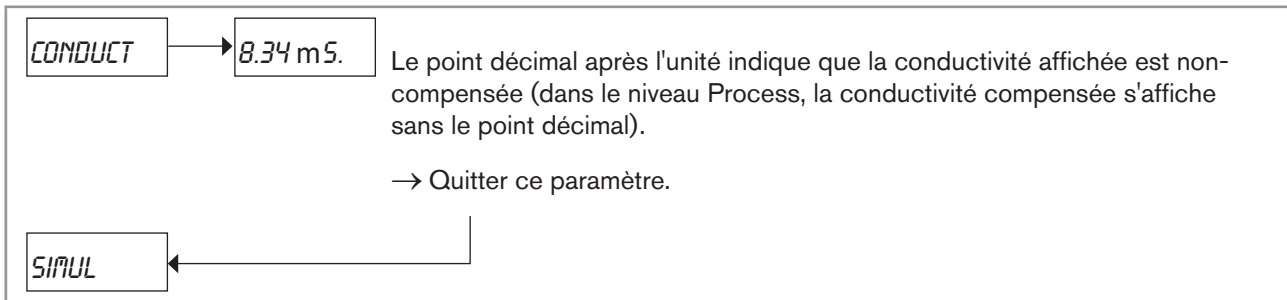 CONDUCT
8.34 mS.
Le point décimal après l'unité indique que la conductivité affichée est non-
compensée (dans le niveau Process, la conductivité compensée s'affiche
sans le point décimal).
→ Quitter ce paramètre.
SIMUL